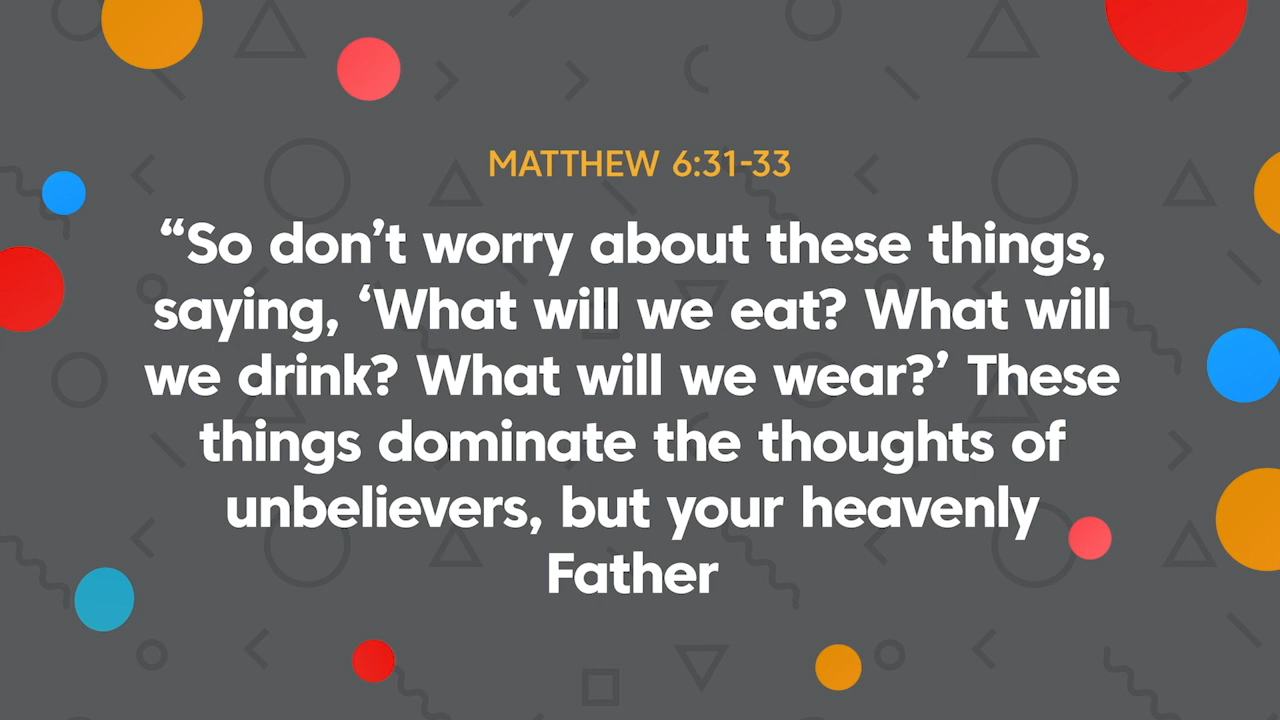 MATTHEW 6:31-33
“So don’t worry about these things,
saying, ‘What will we eat? What will
we drink? What will we wear?’ These
things dominate the thoughts of
unbelievers, but your heavenly
Father